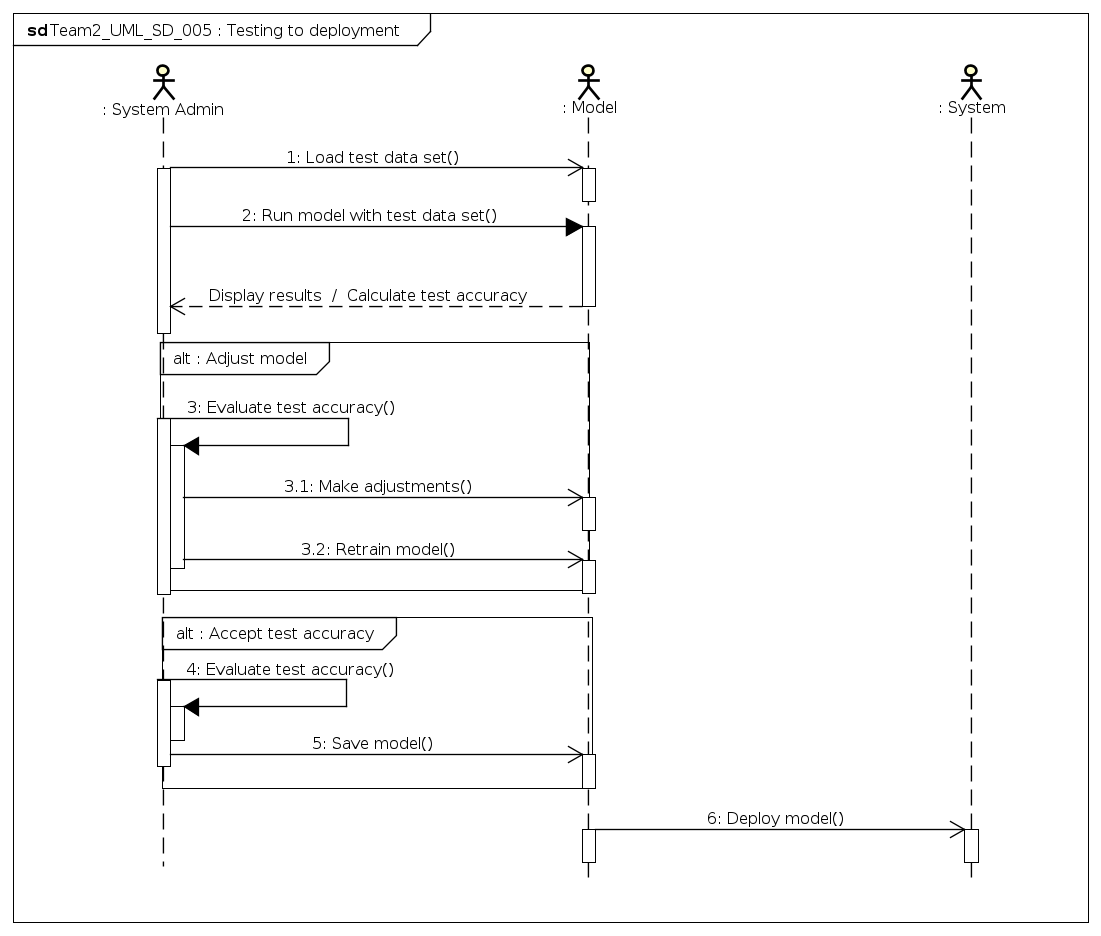 sd Team2_UML_SD_005 : Testing to deployment
: System Admin
: Model
: System
1: Load test data set()
2: Run model with test data set()
Display results / Calculate test accuracy
alt : Adjust model
3: Evaluate test accuracy()
3.1: Make adjustments()
3.2: Retrain model()
alt : Accept test accuracy
4: Evaluate test accuracy()
5: Save model()
6: Deploy model()